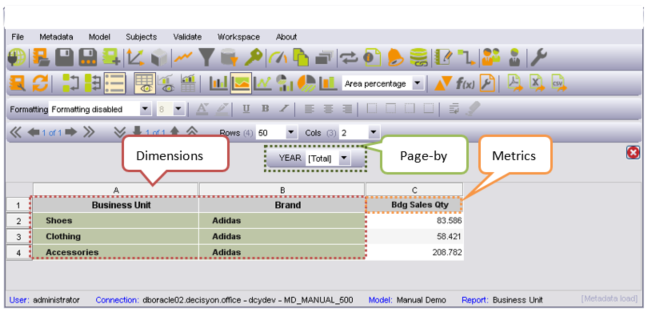 File Metadata Model Subjects Validate Workspace About
Area percentage f(x)
Formatting Formatting disabled 8 U B I
1 of 1 1 of 1 Rows (4) 50 Cols (3) 2
Dimensions YEAR [Total] Page-by Metrics
A B C
1 Business Unit Brand Bdg Sales Qty
2 Shoes Adidas 83.586
3 Clothing Adidas 58.421
4 Accessories Adidas 208.782
User: administrator Connection: dboracle02.decisyon.office - dcydev - MD_MANUAL_500 Model: Manual Demo Report: Business Unit [Metadata load]